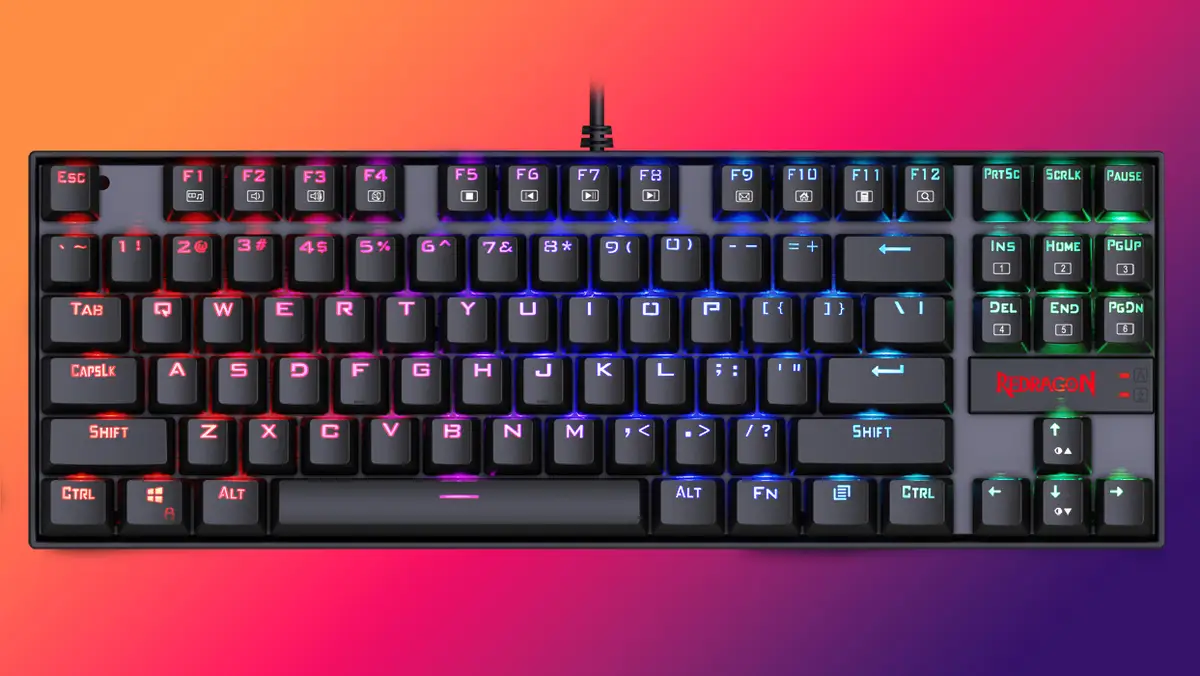 Esc F1 F2 F3 F4 F5 F6 F7 F8 F9 F10 F11 F12 PrtSc ScrLk Pause
` ~ 1 ! 2 @ 3 # 4 $ 5 % 6 ^ 7 & 8 * 9 ( 0 ) - - = + ← Ins Home PgUp
1 2 3
Tab Q W E R T Y U I O P [ { ] } \ | Del End PgDn
4 5 6
CapsLk A S D F G H J K L ; : ' " REDRAGON
Shift Z X C V B N M , < . > / ? Shift ↑
Ctrl Alt Alt Fn Ctrl ← ↓ →